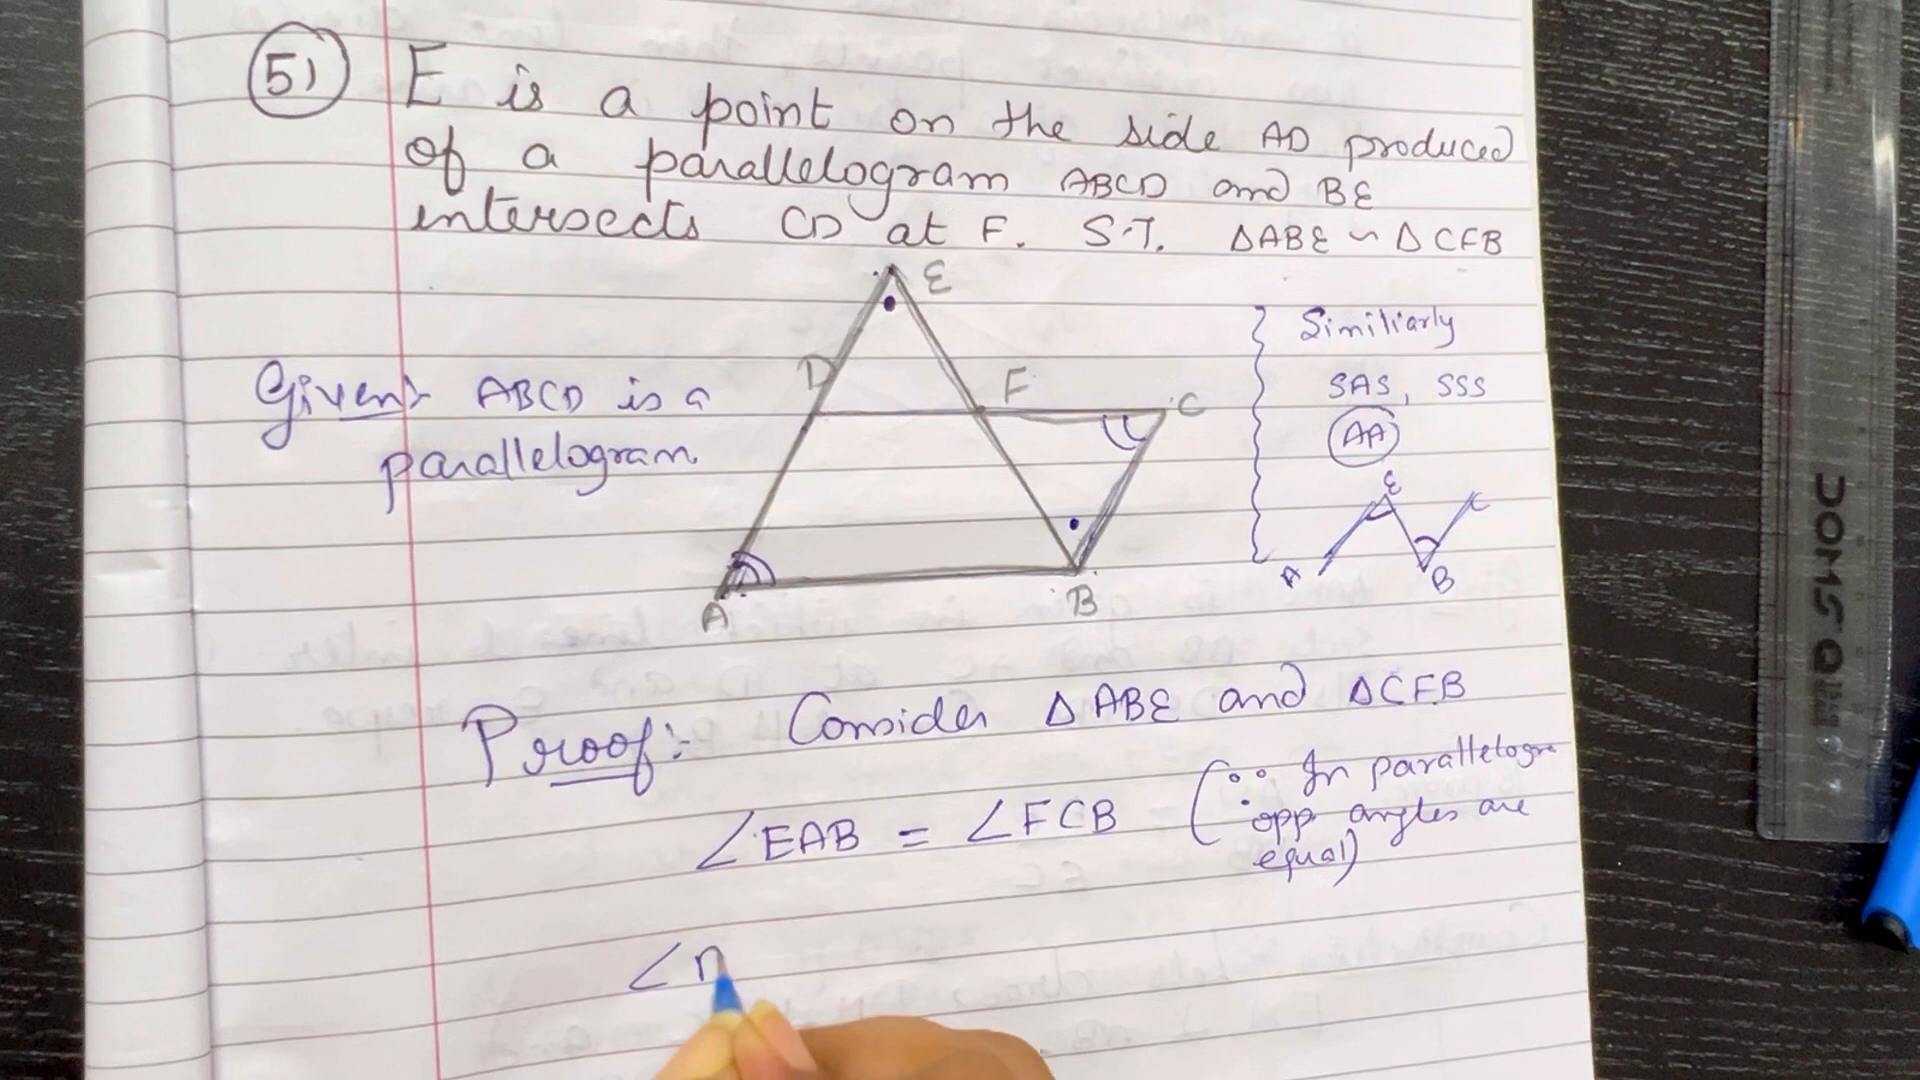 5) E is a point on the side AD produced
of a parallelogram ABCD and BE
intersects CD at F. S.T. ΔABE ~ ΔCFB
E
D
F
C
A
B
Given:- ABCD is a
parallelogram
Similiarly
SAS, SSS
AA
E
C
A
B
Proof:- Consider ΔABE and ΔCFB
∠EAB = ∠FCB - (∵ In parallelogra
opp angles are
equal)
∠
DOMS